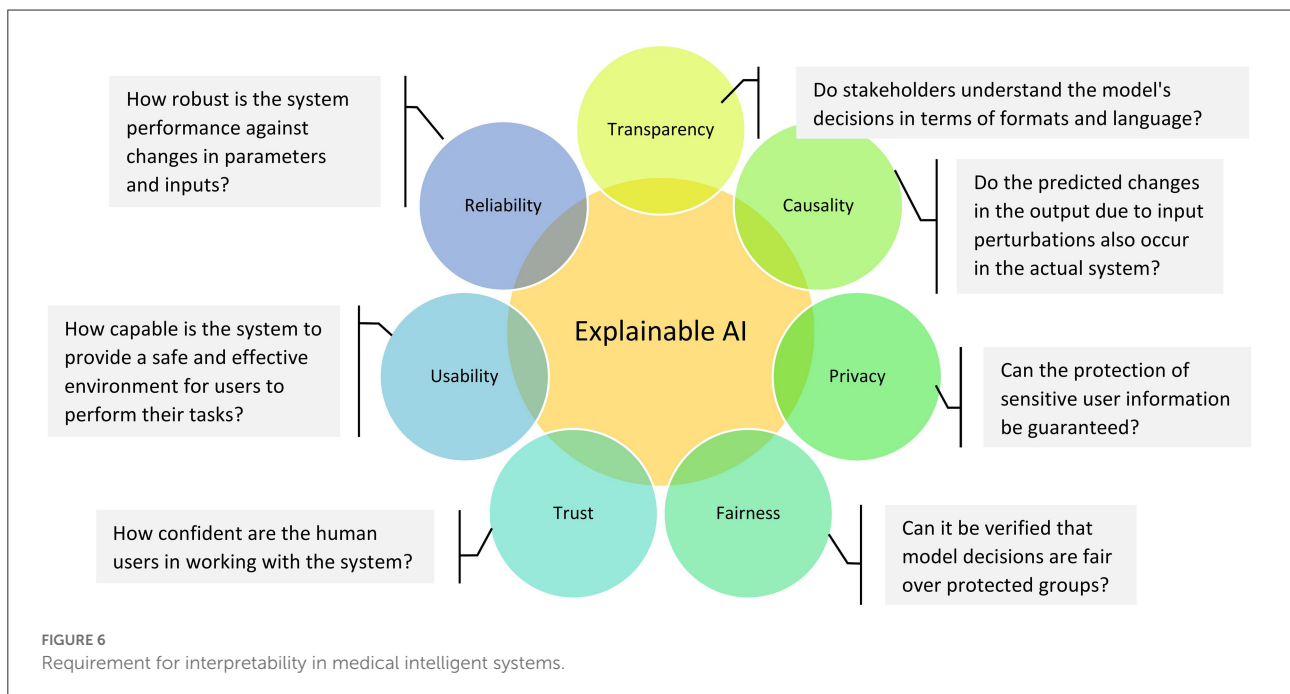 How robust is the system
performance against
changes in parameters
and inputs?
Transparency
Do stakeholders understand the model's
decisions in terms of formats and language?
Reliability
Causality
Do the predicted changes
in the output due to input
perturbations also occur
in the actual system?
Explainable AI
How capable is the system to
provide a safe and effective
environment for users to
perform their tasks?
Usability
Privacy
Can the protection of
sensitive user information
be guaranteed?
How confident are the human
users in working with the system?
Trust
Fairness
Can it be verified that
model decisions are fair
over protected groups?
FIGURE 6
Requirement for interpretability in medical intelligent systems.